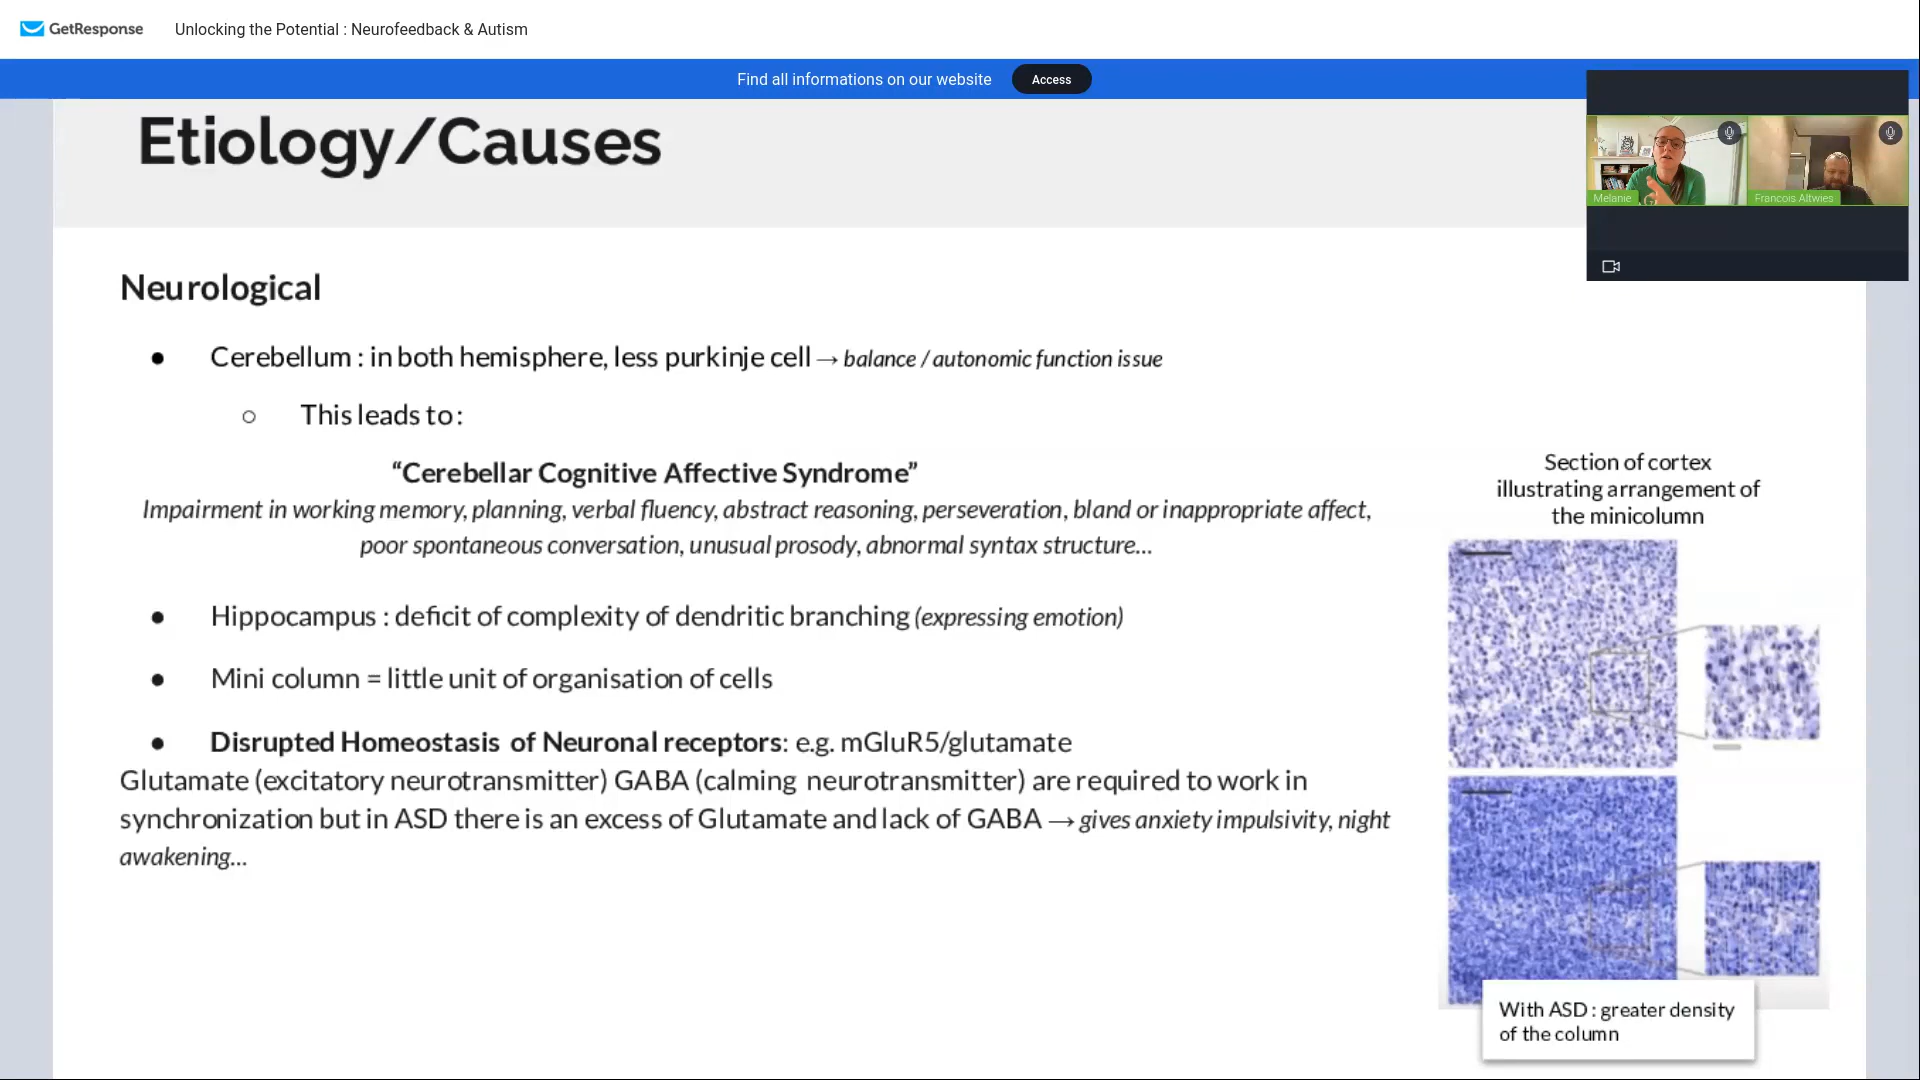 GetResponse
Unlocking the Potential : Neurofeedback & Autism
Find all informations on our website
Access
Etiology/Causes
Melanie
Francois Altwies
Neurological
● Cerebellum : in both hemisphere, less purkinje cell → balance / autonomic function issue
○ This leads to :
“Cerebellar Cognitive Affective Syndrome”
Impairment in working memory, planning, verbal fluency, abstract reasoning, perseveration, bland or inappropriate affect,
poor spontaneous conversation, unusual prosody, abnormal syntax structure...
● Hippocampus : deficit of complexity of dendritic branching (expressing emotion)
● Mini column = little unit of organisation of cells
● Disrupted Homeostasis of Neuronal receptors: e.g. mGluR5/glutamate
Glutamate (excitatory neurotransmitter) GABA (calming neurotransmitter) are required to work in
synchronization but in ASD there is an excess of Glutamate and lack of GABA → gives anxiety impulsivity, night
awakening...
Section of cortex
illustrating arrangement of
the minicolumn
With ASD : greater density
of the column